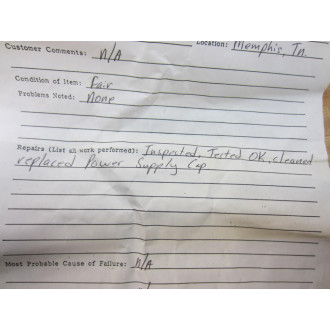 Customer Comments: N/A Location: Memphis, Tn.
Condition of Item: Fair
Problems Noted: None
Repairs (List all work performed): Inspected, Tested OK, cleaned
replaced Power Supply Cap
Most Probable Cause of Failure: N/A